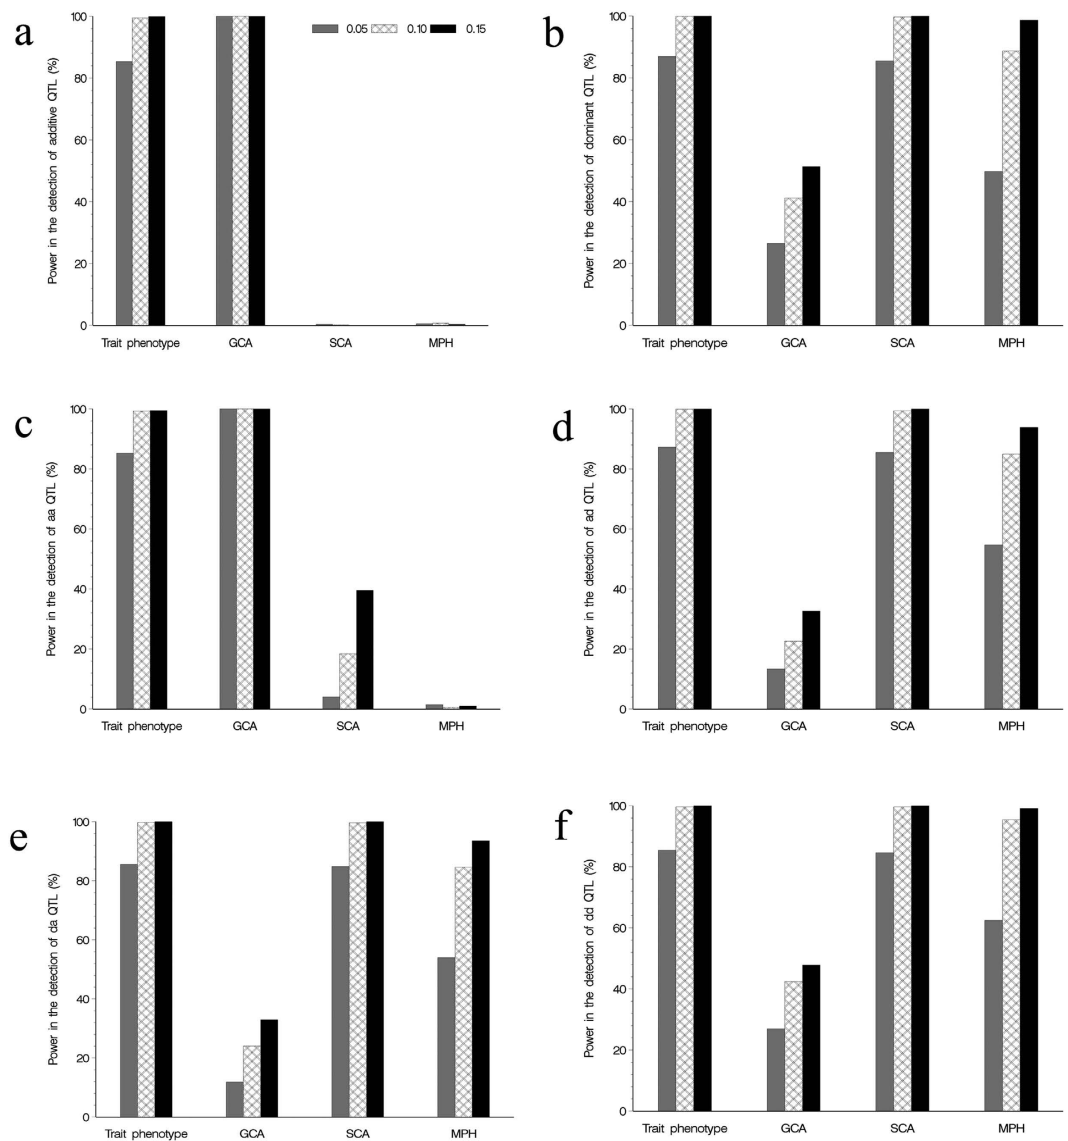 a
0.05 0.10 0.15
Power in the detection of additive QTL (%)
100
80
60
40
20
0
Trait phenotype GCA SCA MPH
b
Power in the detection of dominant QTL (%)
100
80
60
40
20
0
Trait phenotype GCA SCA MPH
c
Power in the detection of aa QTL (%)
100
80
60
40
20
0
Trait phenotype GCA SCA MPH
d
Power in the detection of ad QTL (%)
100
80
60
40
20
0
Trait phenotype GCA SCA MPH
e
Power in the detection of da QTL (%)
100
80
60
40
20
0
Trait phenotype GCA SCA MPH
f
Power in the detection of dd QTL (%)
100
80
60
40
20
0
Trait phenotype GCA SCA MPH